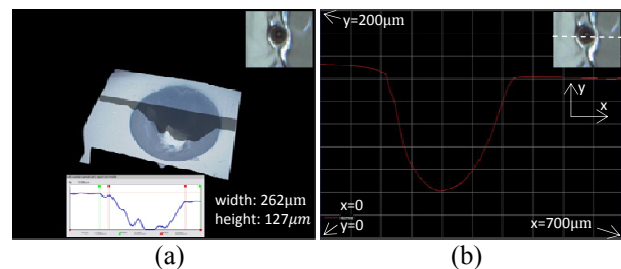 width: 262μm
height: 127μm
(a)
y=200μm
y
x
x=0
y=0
x=700μm
(b)